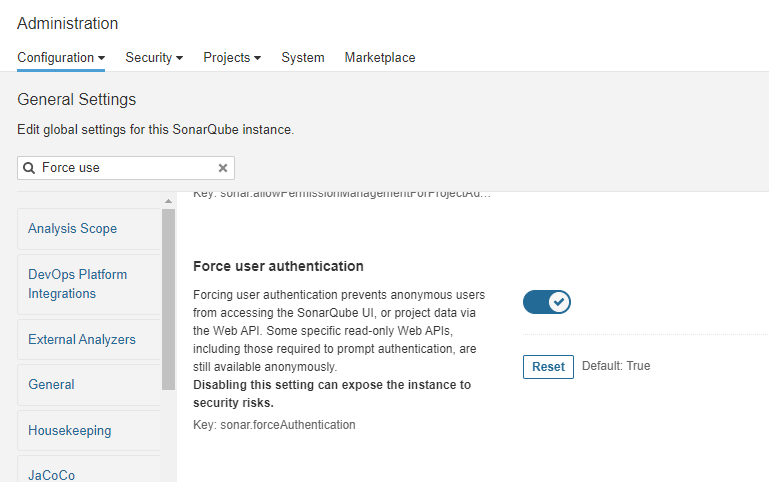 Administration
Configuration Security Projects System Marketplace
General Settings
Edit global settings for this SonarQube instance.
Force use
Key: sonar.allowPermissionManagementForProjectAd...
Analysis Scope
DevOps Platform
Integrations
External Analyzers
General
Housekeeping
JaCoCo
Force user authentication
Forcing user authentication prevents anonymous users
from accessing the SonarQube UI, or project data via
the Web API. Some specific read-only Web APIs,
including those required to prompt authentication, are
still available anonymously.
Disabling this setting can expose the instance to
security risks.
Key: sonar.forceAuthentication
Reset Default: True